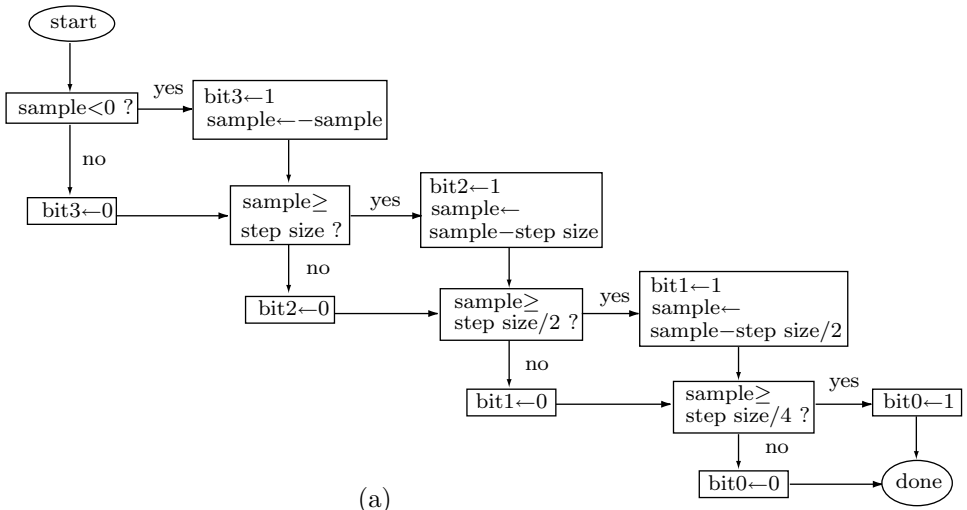 start
sample<0 ?
yes
bit3←1
sample←−sample
no
bit3←0
sample≥
step size ?
yes
bit2←1
sample←
sample−step size
no
bit2←0
sample≥
step size/2 ?
yes
bit1←1
sample←
sample−step size/2
no
bit1←0
sample≥
step size/4 ?
yes
bit0←1
no
bit0←0
done
(a)